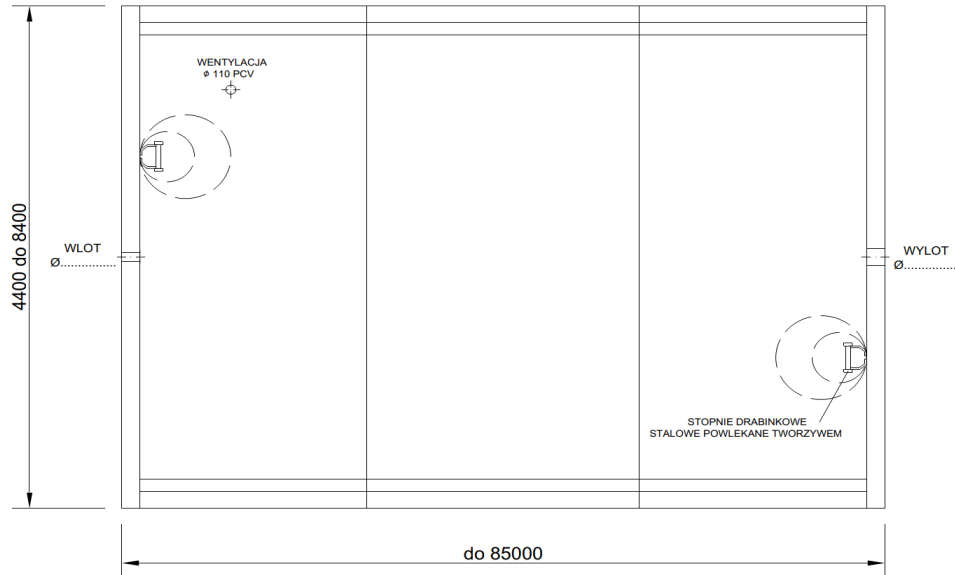 WENTYLACJA
ø 110 PCV
WLOT
Ø................
4400 do 8400
WYLOT
Ø.............
STOPNIE DRABINKOWE
STALOWE POWLEKANE TWORZYWEM
do 85000